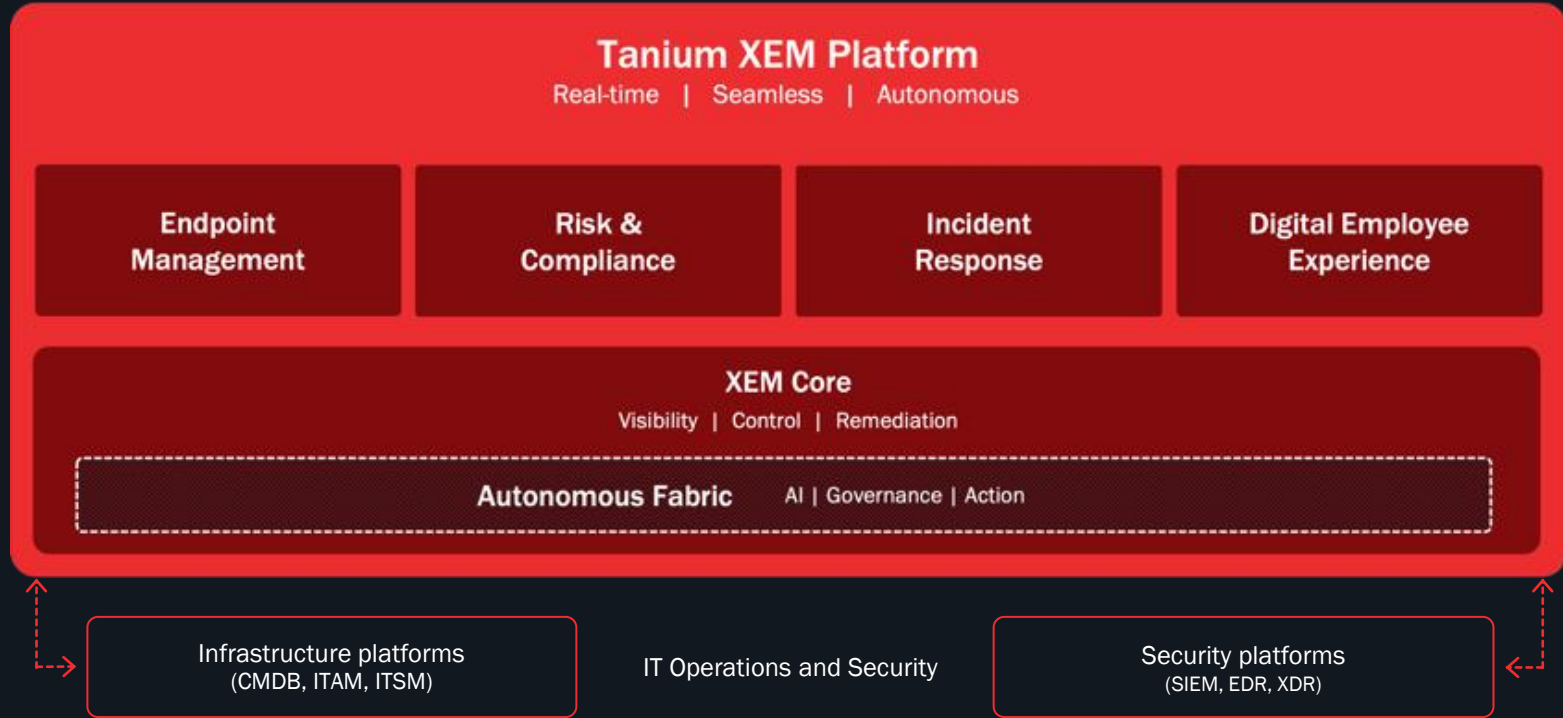 Tanium XEM Platform
Real-time | Seamless | Autonomous
Endpoint
Management
Risk &
Compliance
Incident
Response
Digital Employee
Experience
XEM Core
Visibility | Control | Remediation
Autonomous Fabric AI | Governance | Action
Infrastructure platforms
(CMDB, ITAM, ITSM)
IT Operations and Security
Security platforms
(SIEM, EDR, XDR)